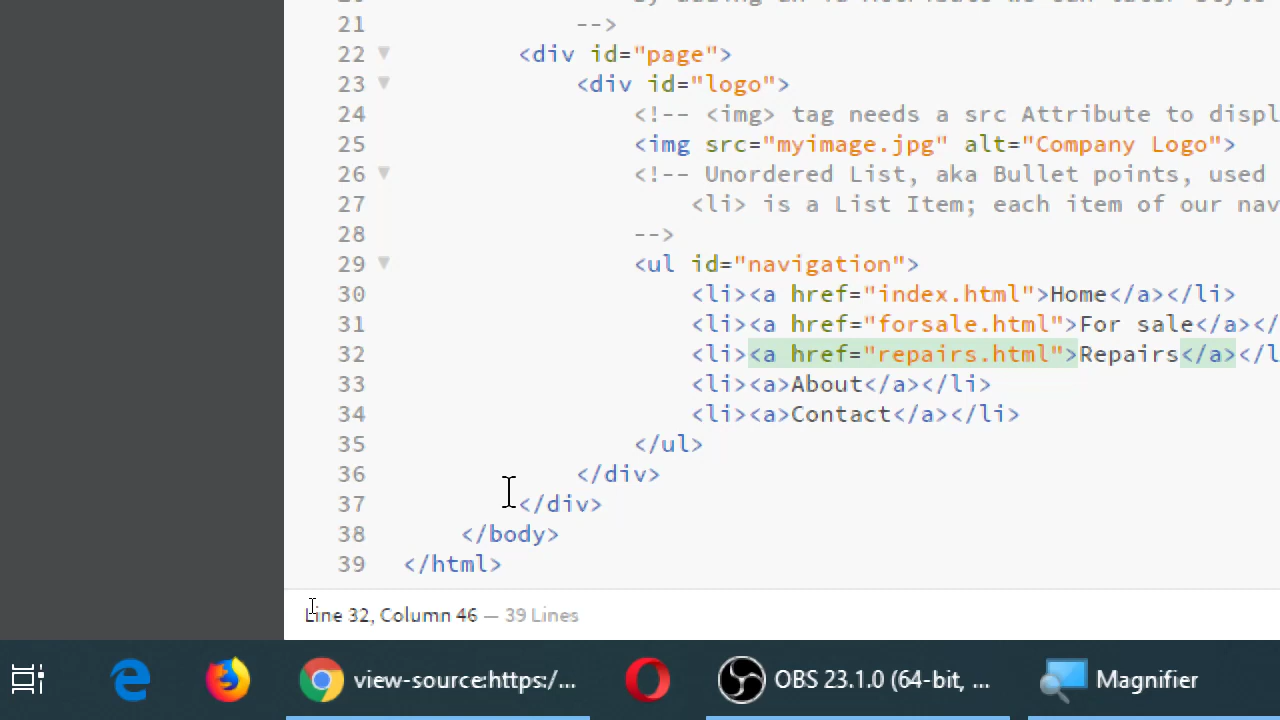 21 -->
22 <div id="page">
23 <div id="logo">
24 <!-- <img> tag needs a src Attribute to displ
25 <img src="myimage.jpg" alt="Company Logo">
26 <!-- Unordered List, aka Bullet points, used
27 <li> is a List Item; each item of our nav
28 -->
29 <ul id="navigation">
30 <li><a href="index.html">Home</a></li>
31 <li><a href="forsale.html">For sale</a></
32 <li><a href="repairs.html">Repairs</a></l
33 <li><a>About</a></li>
34 <li><a>Contact</a></li>
35 </ul>
36 </div>
37 </div>
38 </body>
39 </html>
Line 32, Column 46 — 39 Lines
view-source:https:/... OBS 23.1.0 (64-bit, ... Magnifier